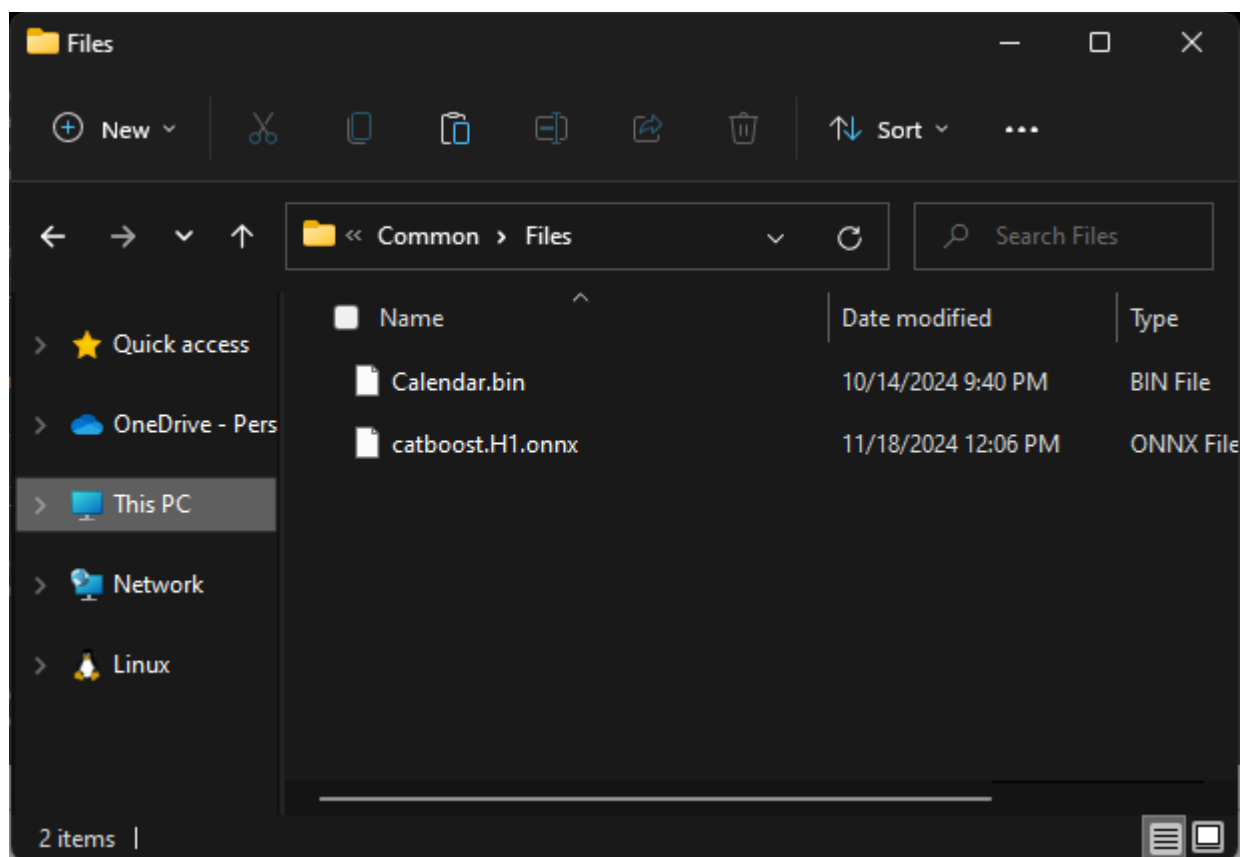 Files
New
Sort
« Common > Files
Search Files
Quick access
OneDrive - Pers
This PC
Network
Linux
Name Date modified Type
Calendar.bin 10/14/2024 9:40 PM BIN File
catboost.H1.onnx 11/18/2024 12:06 PM ONNX File
2 items